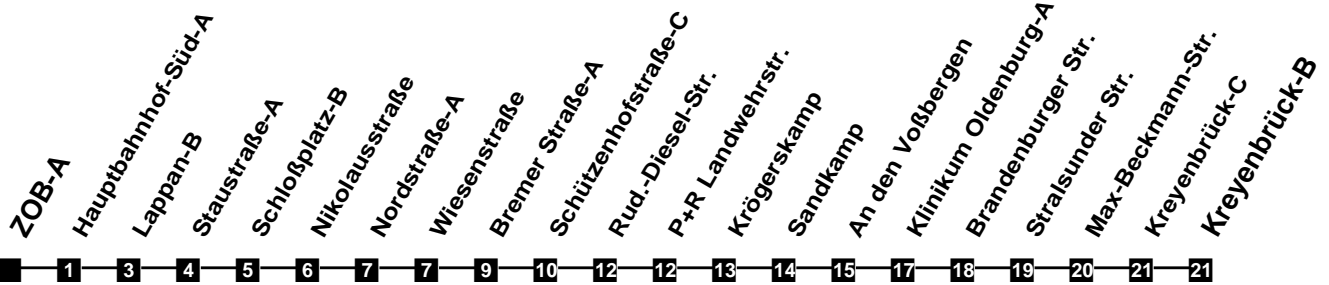 ZOB-A
Hauptbahnhof-Süd-A
Lappan-B
Staustraße-A
Schloßplatz-B
Nikolausstraße
Nordstraße-A
Wiesenstraße
Bremer Straße-A
Schützenhofstraße-C
Rud.-Diesel-Str.
P+R Landwehrstr.
Krögerskamp
Sandkamp
An den Voßbergen
Klinikum Oldenburg-A
Brandenburger Str.
Stralsunder Str.
Max-Beckmann-Str.
Kreyenbrück-C
Kreyenbrück-B
1 3 4 5 6 7 7 9 10 12 12 13 14 15 17 18 19 20 21 21